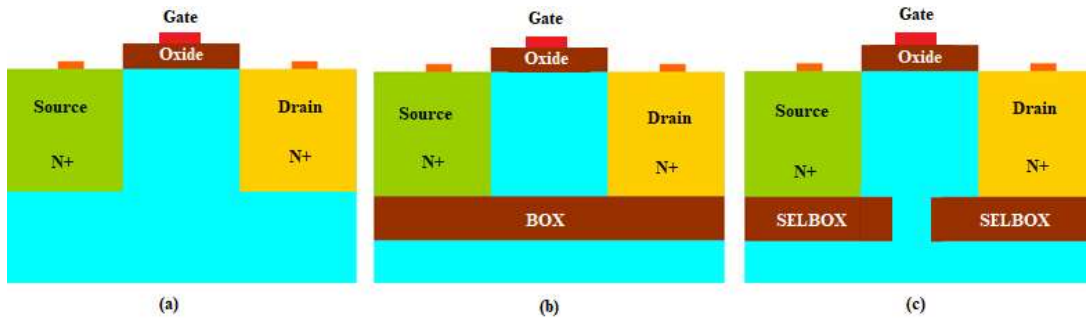 Gate
Oxide
Source
Drain
N+
N+
(a)
Gate
Oxide
Source
Drain
N+
N+
BOX
(b)
Gate
Oxide
Source
Drain
N+
N+
SELBOX
SELBOX
(c)